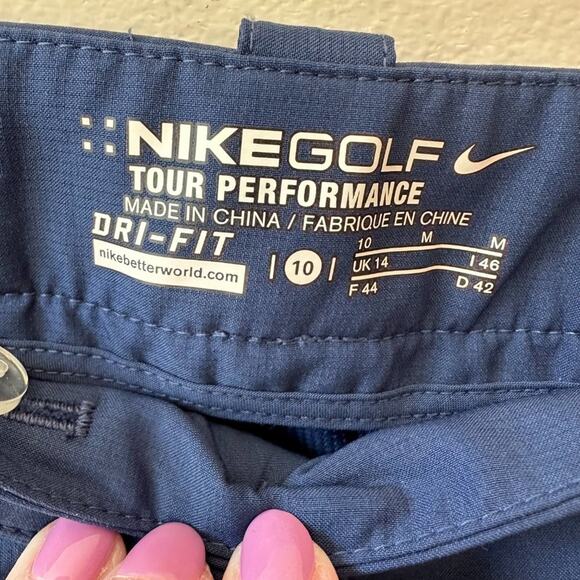 NIKEGOLF
TOUR PERFORMANCE
MADE IN CHINA / FABRIQUE EN CHINE
DRI-FIT
nikebetterworld.com
10
10 M M
UK 14 I 46
F 44 D 42